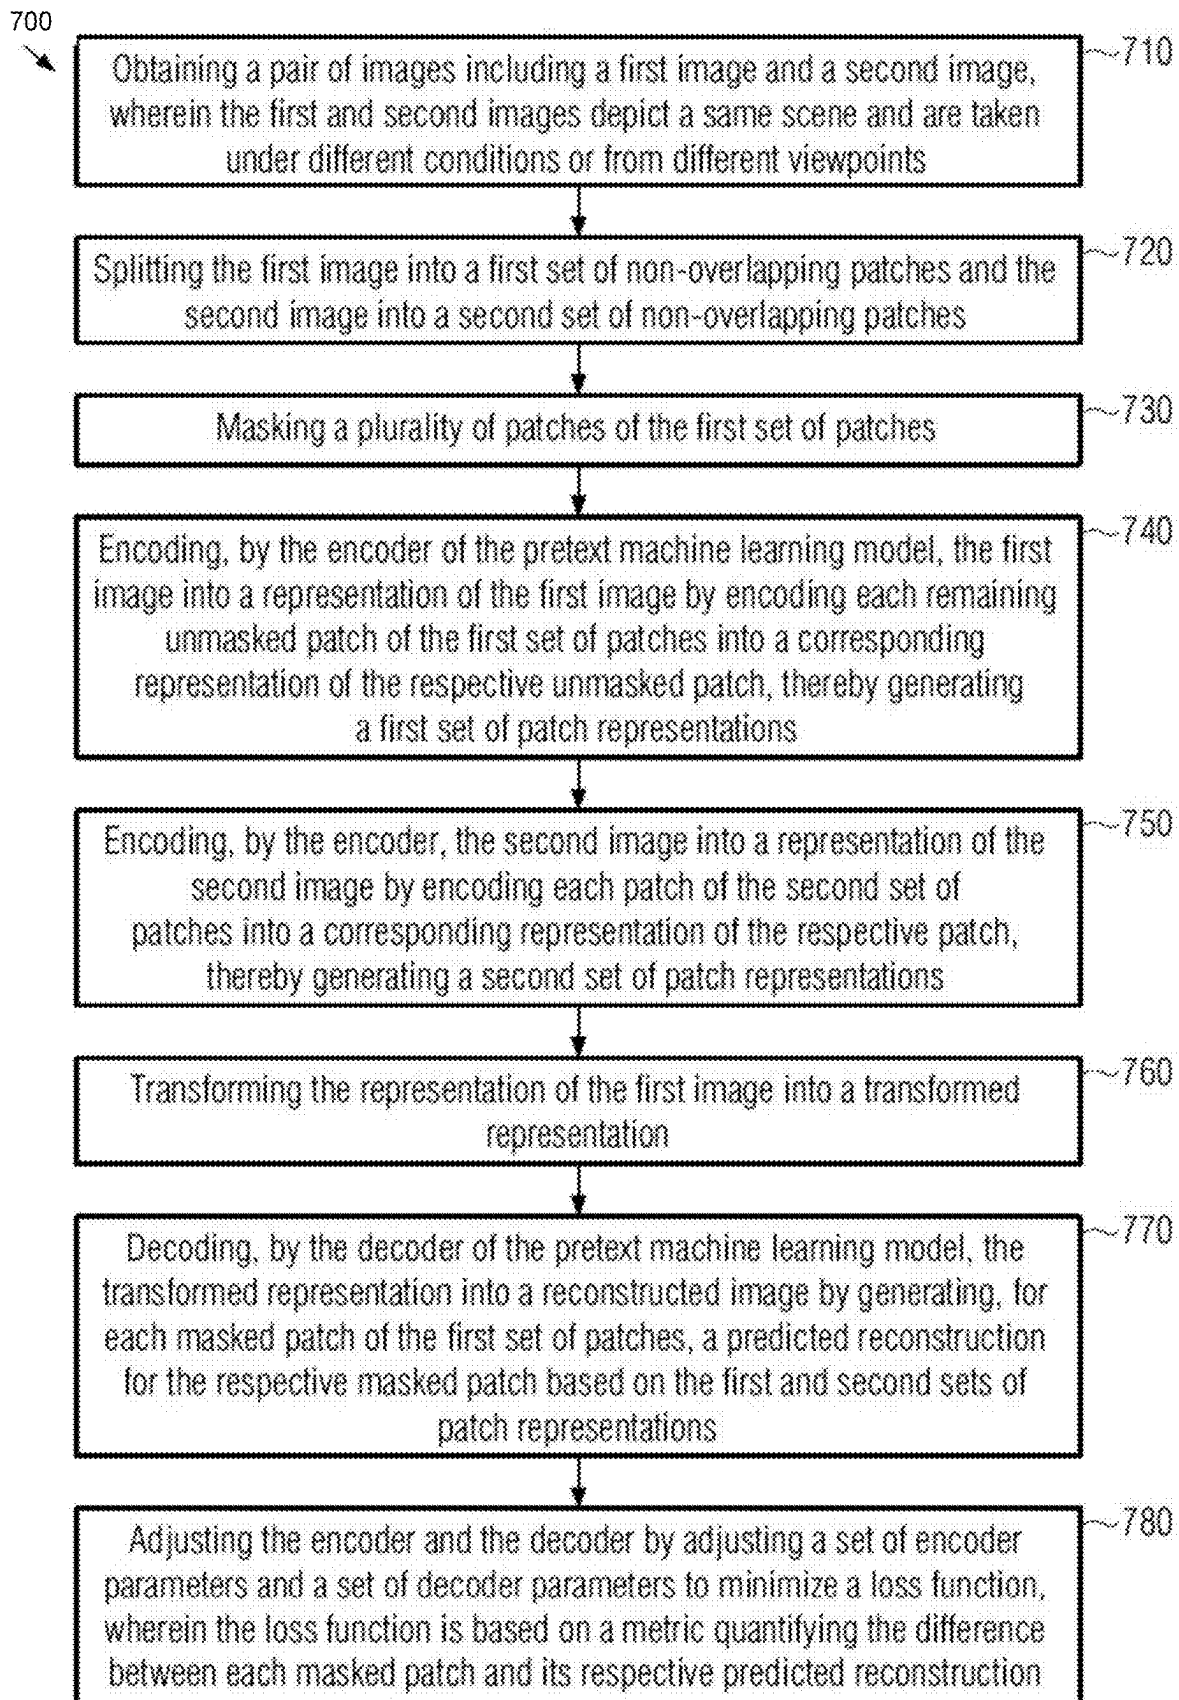 700
710
Obtaining a pair of images including a first image and a second image,
wherein the first and second images depict a same scene and are taken
under different conditions or from different viewpoints
720
Splitting the first image into a first set of non-overlapping patches and the
second image into a second set of non-overlapping patches
730
Masking a plurality of patches of the first set of patches
740
Encoding, by the encoder of the pretext machine learning model, the first
image into a representation of the first image by encoding each remaining
unmasked patch of the first set of patches into a corresponding
representation of the respective unmasked patch, thereby generating
a first set of patch representations
750
Encoding, by the encoder, the second image into a representation of the
second image by encoding each patch of the second set of
patches into a corresponding representation of the respective patch,
thereby generating a second set of patch representations
760
Transforming the representation of the first image into a transformed
representation
770
Decoding, by the decoder of the pretext machine learning model, the
transformed representation into a reconstructed image by generating, for
each masked patch of the first set of patches, a predicted reconstruction
for the respective masked patch based on the first and second sets of
patch representations
780
Adjusting the encoder and the decoder by adjusting a set of encoder
parameters and a set of decoder parameters to minimize a loss function,
wherein the loss function is based on a metric quantifying the difference
between each masked patch and its respective predicted reconstruction